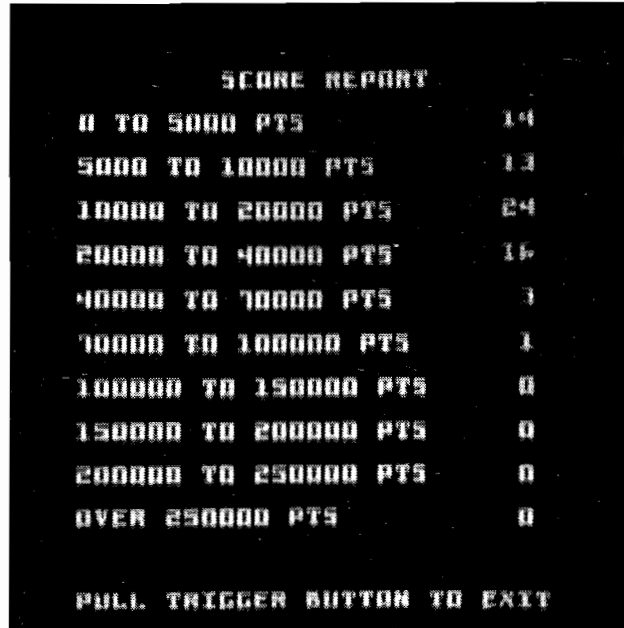 SCORE REPORT
0 TO 5000 PTS 14
5000 TO 10000 PTS 13
10000 TO 20000 PTS 24
20000 TO 40000 PTS 16
40000 TO 70000 PTS 3
70000 TO 100000 PTS 1
100000 TO 150000 PTS 0
150000 TO 200000 PTS 0
200000 TO 250000 PTS 0
OVER 250000 PTS 0
PULL TRIGGER BUTTON TO EXIT